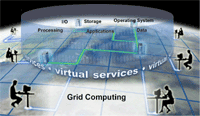 I/O Storage Operating System
Processing Applications Data
• virtual services • virtual
Grid Computing